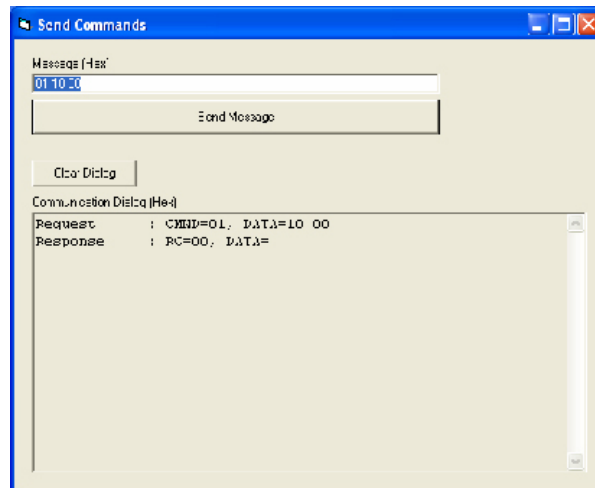 Send Commands
Message (Hex)
01 10 00
Send Message
Clear Dialog
Communication Dialog (Hex)
Request : CMND=01, DATA=10 00
Response : RC=00, DATA=